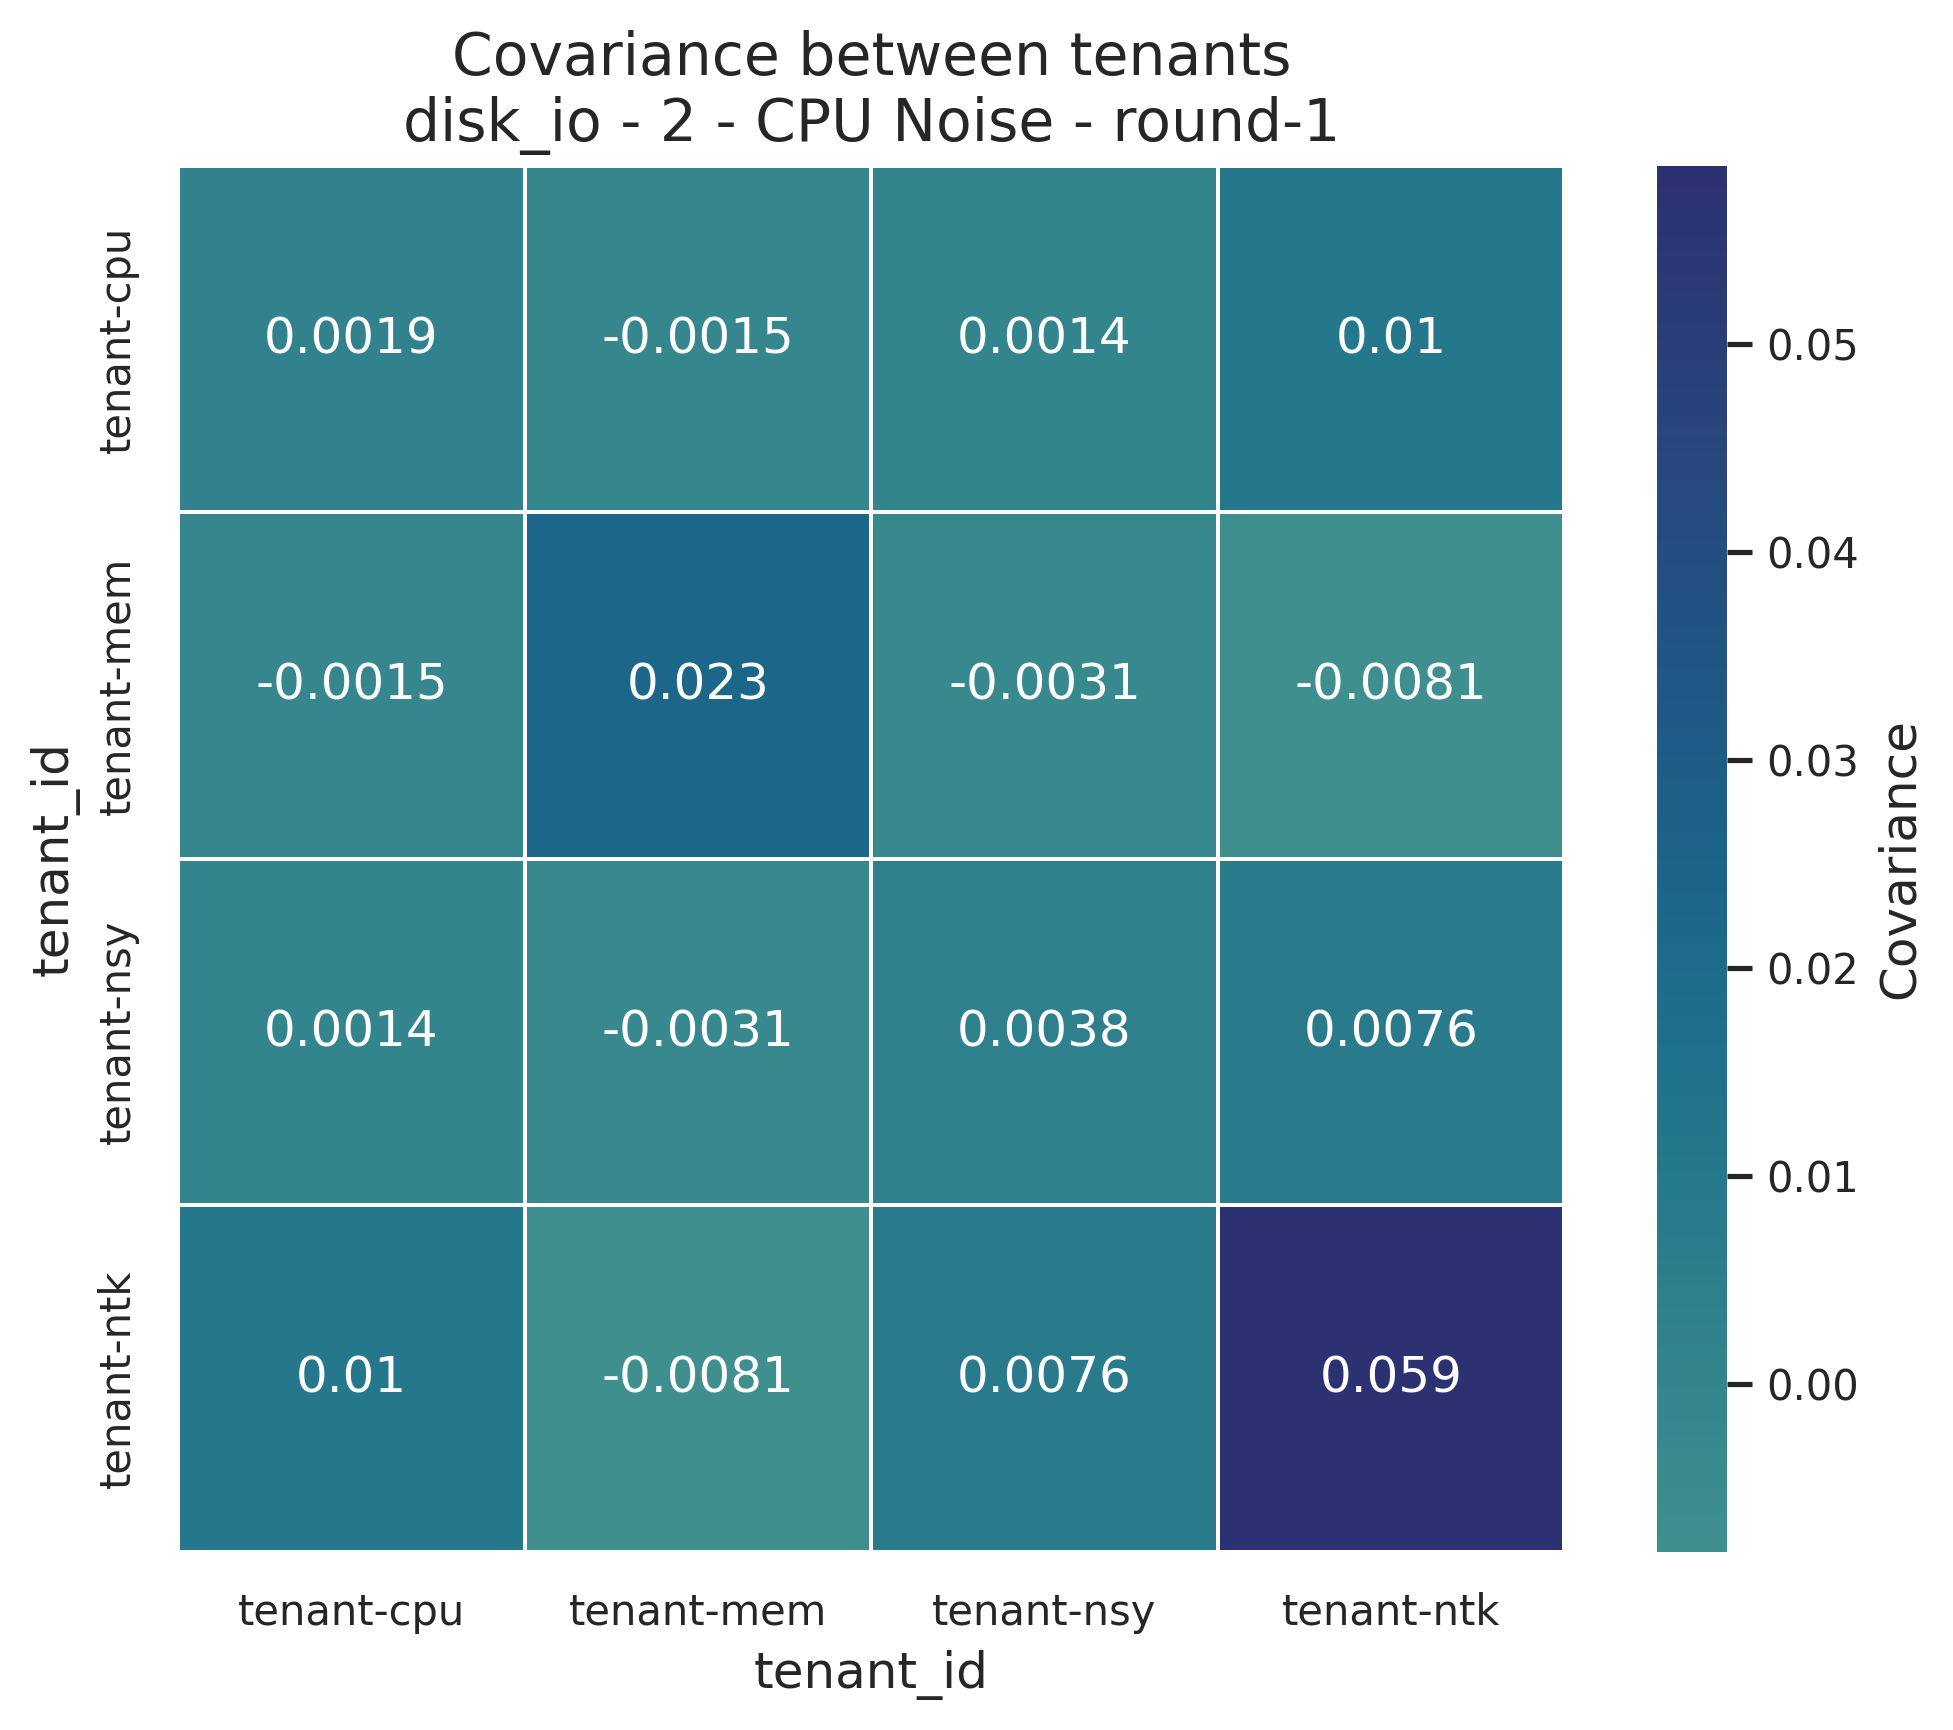 Covariance between tenants
disk_io - 2 - CPU Noise - round-1
tenant_id
tenant-cpu
0.0019 -0.0015 0.0014 0.01
tenant-mem
-0.0015 0.023 -0.0031 -0.0081
tenant-nsy
0.0014 -0.0031 0.0038 0.0076
tenant-ntk
0.01 -0.0081 0.0076 0.059
tenant-cpu tenant-mem tenant-nsy tenant-ntk
tenant_id
0.05
0.04
0.03
0.02
0.01
0.00
Covariance